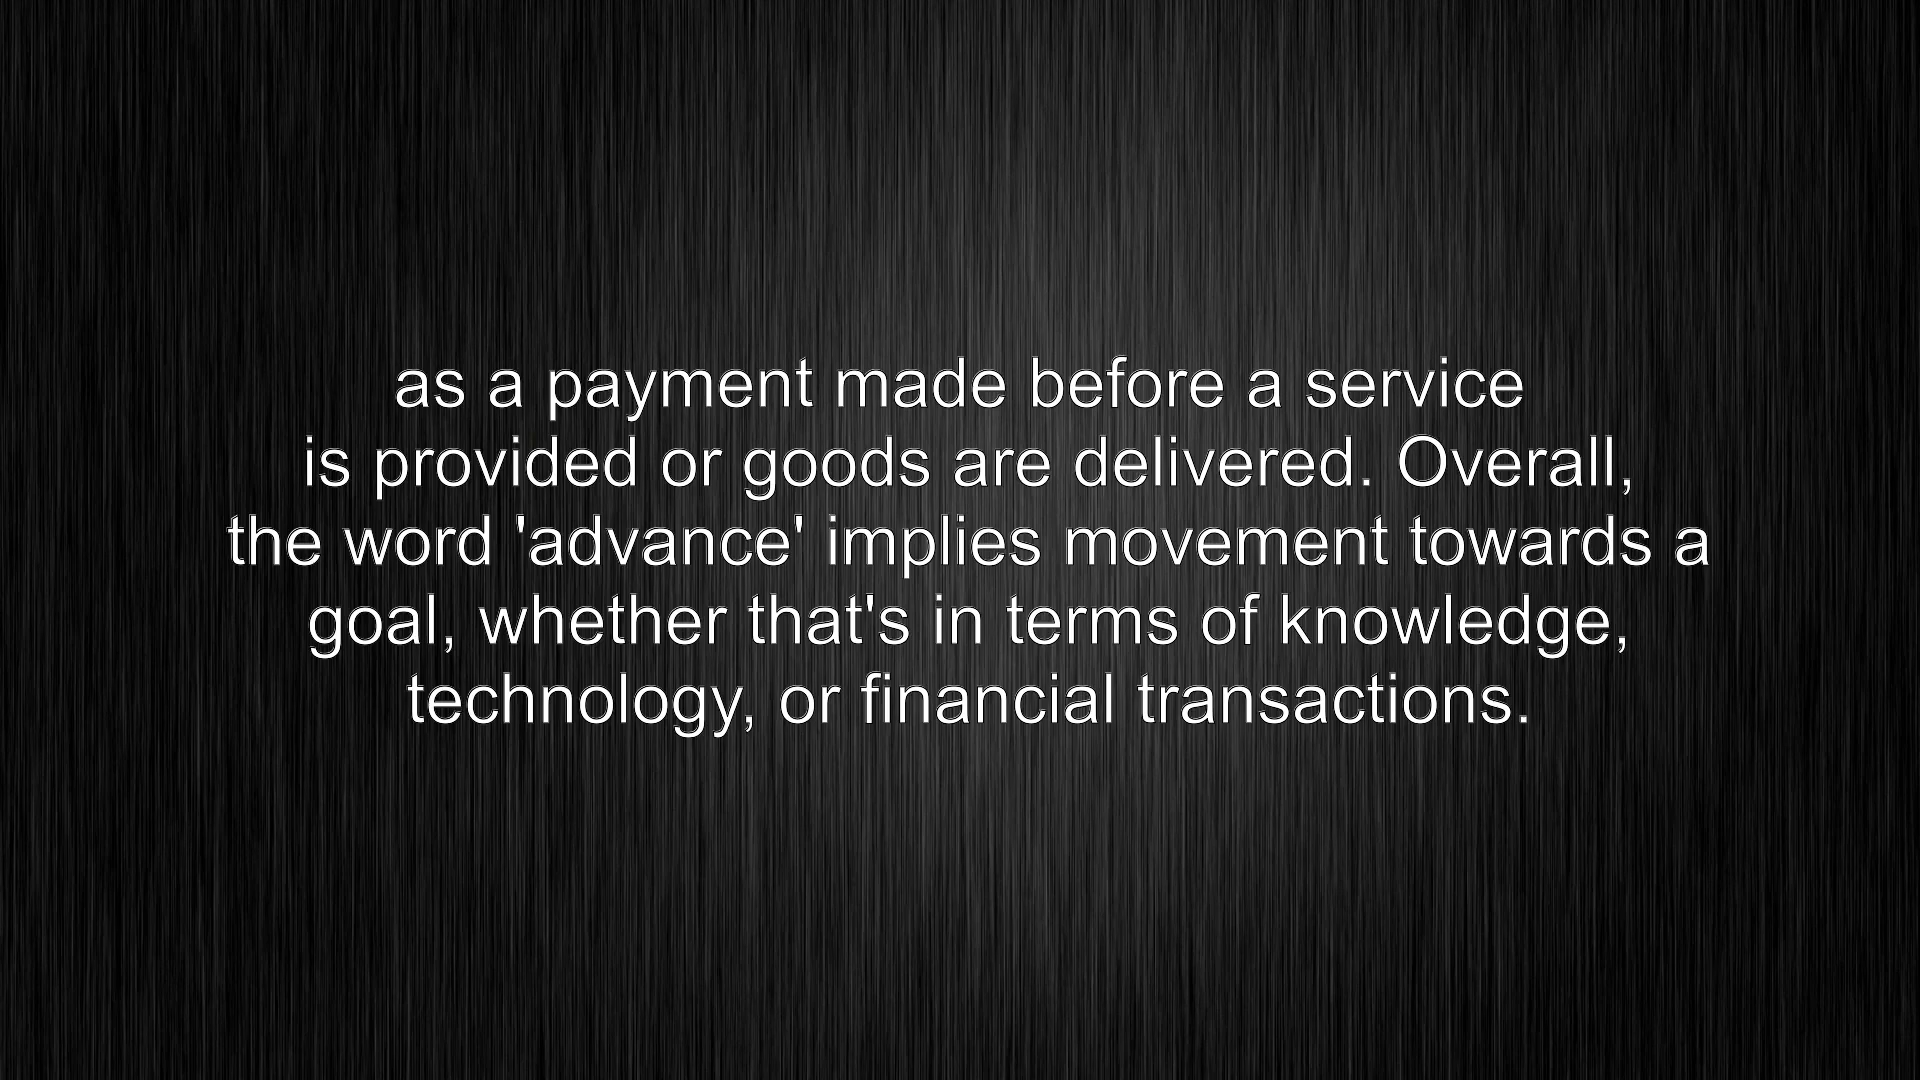 as a payment made before a service
is provided or goods are delivered. Overall,
the word 'advance' implies movement towards a
goal, whether that's in terms of knowledge,
technology, or financial transactions.